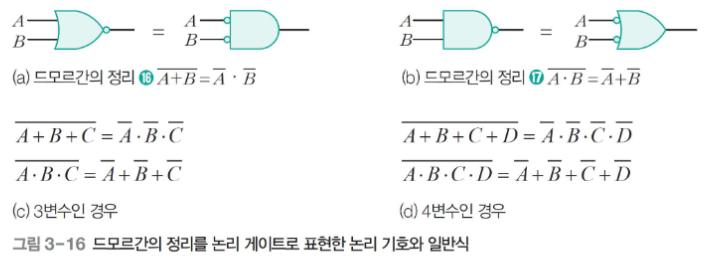 A
B
=
A
B
(a) 드모르간의 정리 ⓰ $\overline{A+B}=\overline{A}\cdot\overline{B}$
A
B
=
A
B
(b) 드모르간의 정리 ⓱ $\overline{A\cdot B}=\overline{A}+\overline{B}$
$\overline{A+B+C}=\overline{A}\cdot\overline{B}\cdot\overline{C}$
$\overline{A\cdot B\cdot C}=\overline{A}+\overline{B}+\overline{C}$
(c) 3변수인 경우
$\overline{A+B+C+D}=\overline{A}\cdot\overline{B}\cdot\overline{C}\cdot\overline{D}$
$\overline{A\cdot B\cdot C\cdot D}=\overline{A}+\overline{B}+\overline{C}+\overline{D}$
(d) 4변수인 경우
그림 3-16 드모르간의 정리를 논리 게이트로 표현한 논리 기호와 일반식